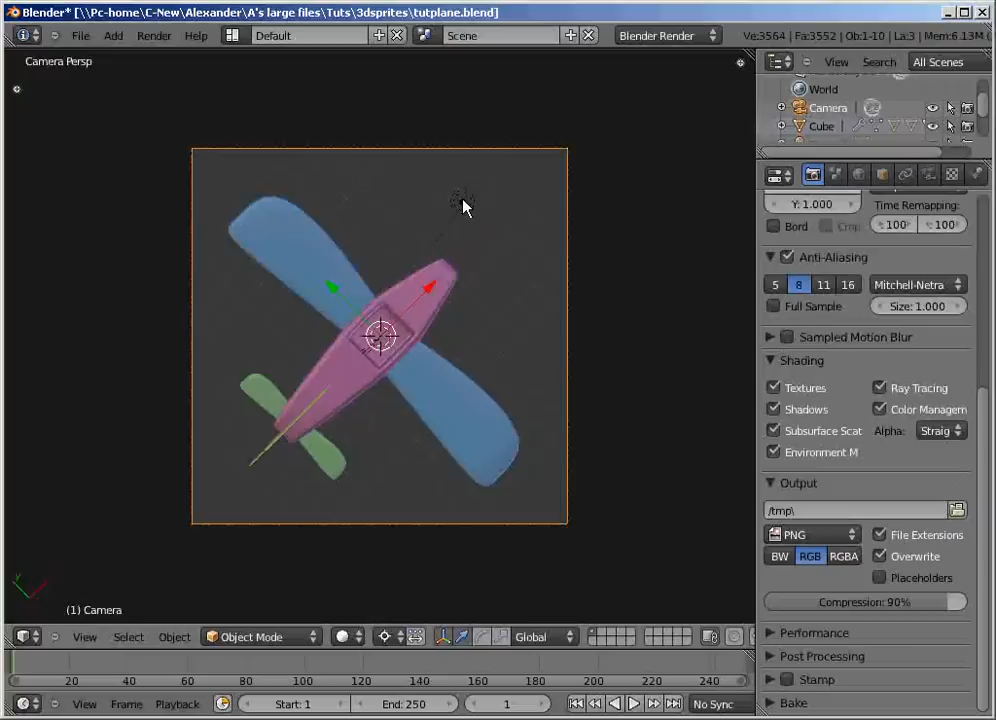 Blender* [\\Pc-home\C-New\Alexander\A's large files\Tuts\3dsprites\tutplane.blend]
File Add Render Help Default Scene Blender Render Ve:3564 | Fa:3552 | Ob:1-10 | La:3 | Mem:6.13M
Camera Persp
View Search All Scenes
World
Camera
Cube
Y: 1.000 Time Remapping:
Bord Crop 100 100
Anti-Aliasing
5 8 11 16 Mitchell-Netra
Full Sample Size: 1.000
Sampled Motion Blur
Shading
Textures Ray Tracing
Shadows Color Managem
Subsurface Scat Alpha: Straig
Environment M
Output
/tmp\
PNG File Extensions
BW RGB RGBA Overwrite
Placeholders
Compression: 90%
Performance
Post Processing
Stamp
Bake
y
(1) Camera
View Select Object Object Mode Global
20 40 60 80 100 120 140 160 180 200 220 240
View Frame Playback Start: 1 End: 250 1 No Sync